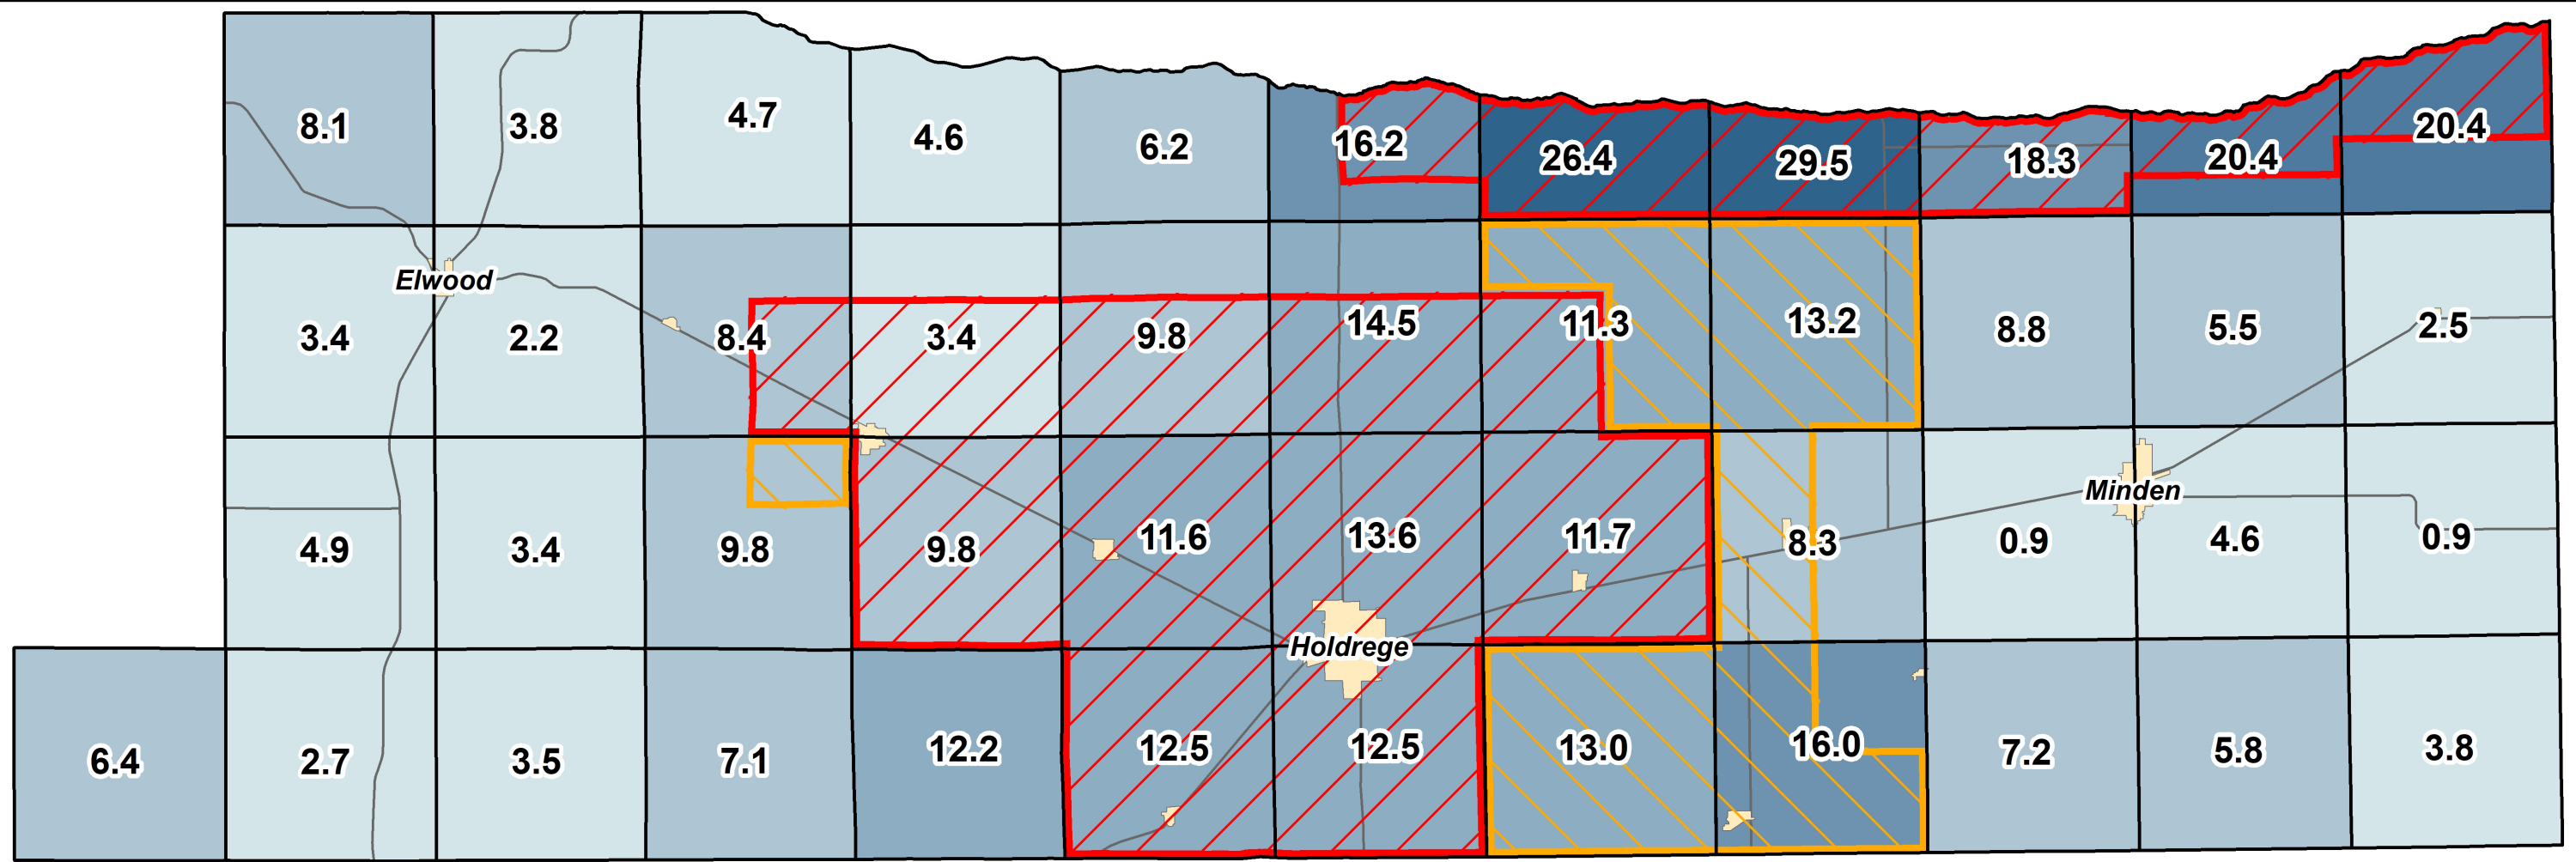 8.1 3.8 4.7 4.6 6.2 16.2 26.4 29.5 18.3 20.4 20.4
Elwood
3.4 2.2 8.4 3.4 9.8 14.5 11.3 13.2 8.8 5.5 2.5
Minden
4.9 3.4 9.8 9.8 11.6 13.6 11.7 8.3 0.9 4.6 0.9
Holdrege
6.4 2.7 3.5 7.1 12.2 12.5 12.5 13.0 16.0 7.2 5.8 3.8